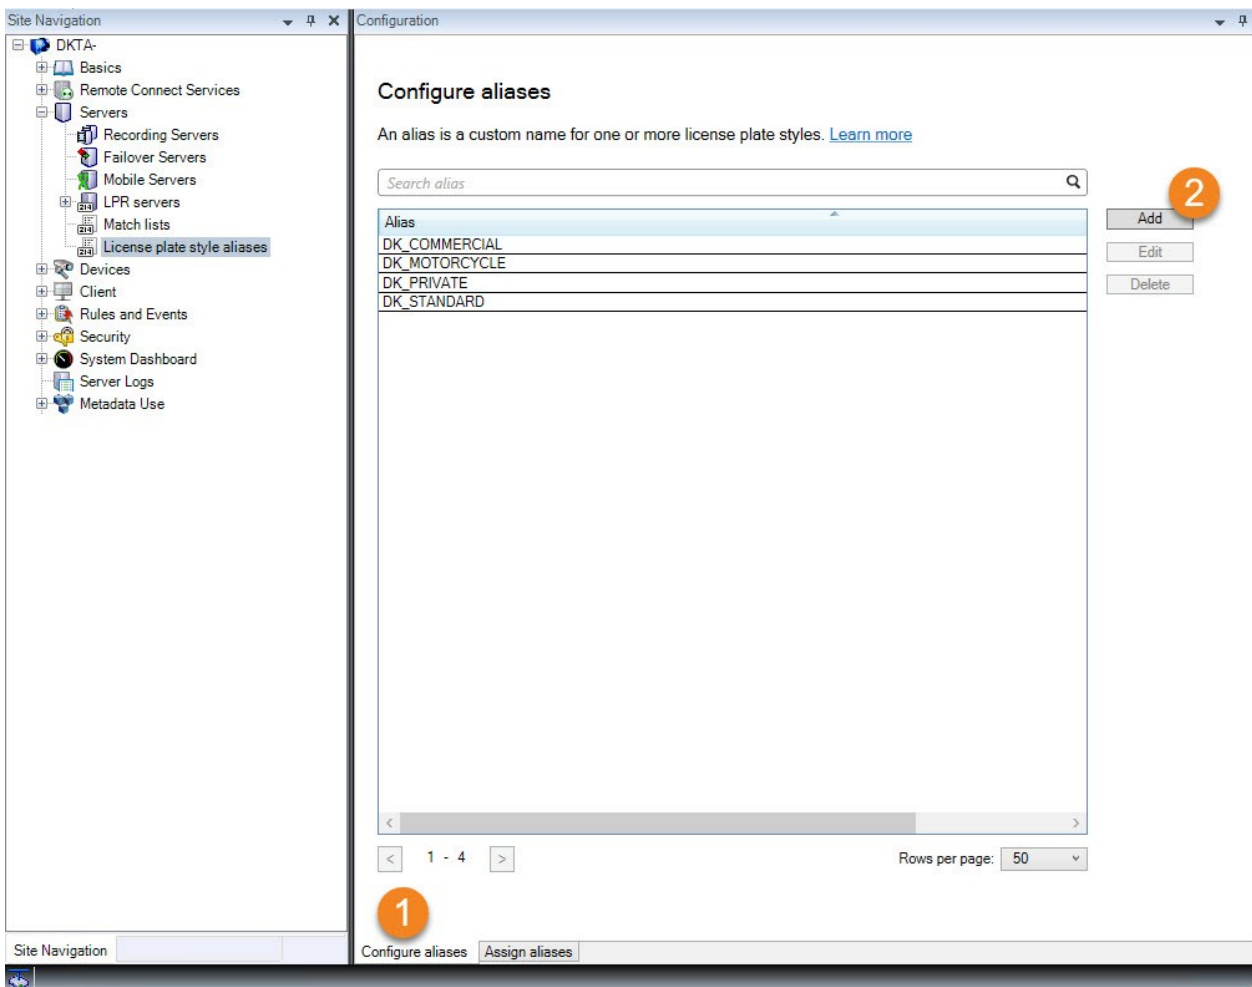 Site Navigation
DKTA-
Basics
Remote Connect Services
Servers
Recording Servers
Failover Servers
Mobile Servers
LPR servers
Match lists
License plate style aliases
Devices
Client
Rules and Events
Security
System Dashboard
Server Logs
Metadata Use
Site Navigation
Configuration
Configure aliases
An alias is a custom name for one or more license plate styles. Learn more
Search alias
Alias
DK_COMMERCIAL
DK_MOTORCYCLE
DK_PRIVATE
DK_STANDARD
2
Add
Edit
Delete
< 1 - 4 >
Rows per page: 50
1
Configure aliases
Assign aliases